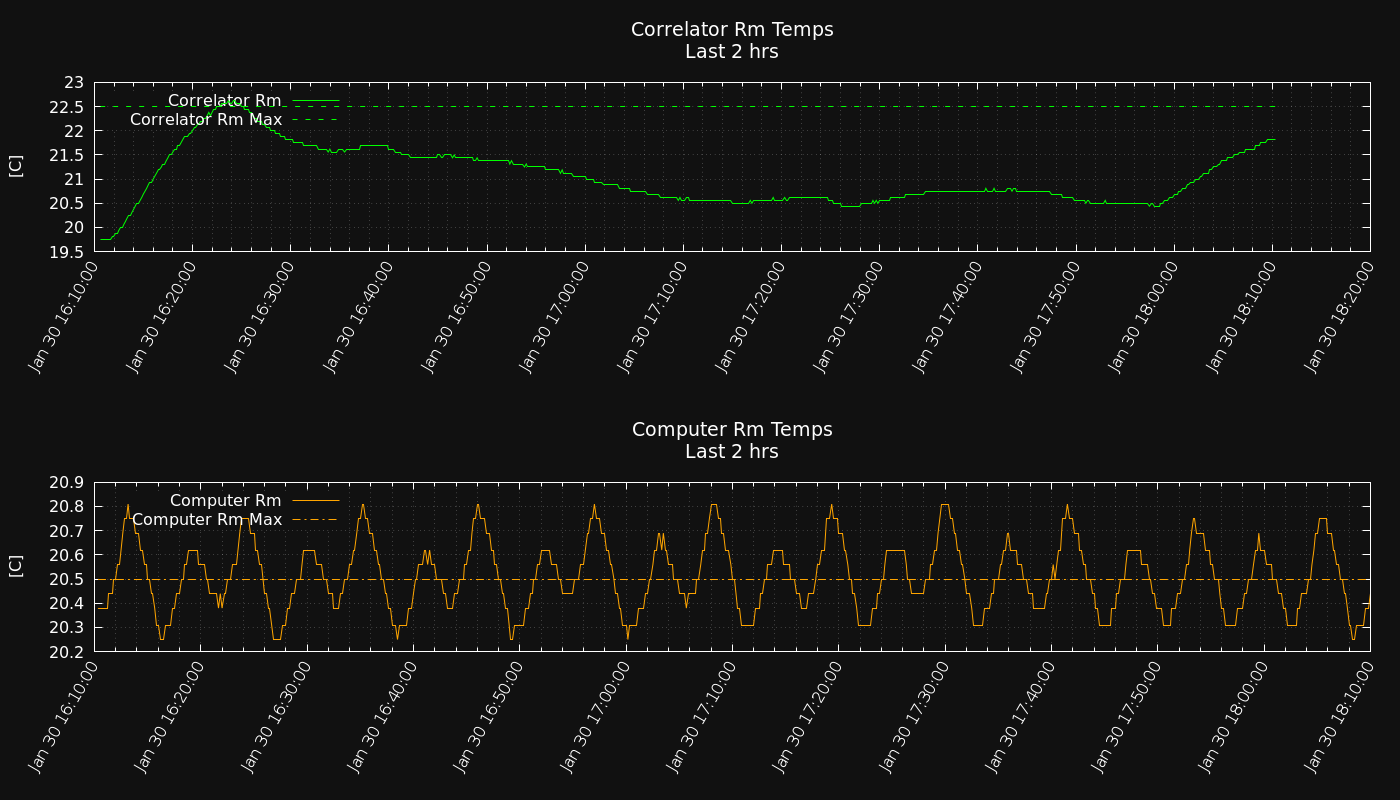 Correlator Rm Temps
Last 2 hrs
[C]
23
22.5
22
21.5
21
20.5
20
19.5
Correlator Rm
Correlator Rm Max
Jan 30 16:10:00
Jan 30 16:20:00
Jan 30 16:30:00
Jan 30 16:40:00
Jan 30 16:50:00
Jan 30 17:00:00
Jan 30 17:10:00
Jan 30 17:20:00
Jan 30 17:30:00
Jan 30 17:40:00
Jan 30 17:50:00
Jan 30 18:00:00
Jan 30 18:10:00
Jan 30 18:20:00
Computer Rm Temps
Last 2 hrs
[C]
20.9
20.8
20.7
20.6
20.5
20.4
20.3
20.2
Computer Rm
Computer Rm Max
Jan 30 16:10:00
Jan 30 16:20:00
Jan 30 16:30:00
Jan 30 16:40:00
Jan 30 16:50:00
Jan 30 17:00:00
Jan 30 17:10:00
Jan 30 17:20:00
Jan 30 17:30:00
Jan 30 17:40:00
Jan 30 17:50:00
Jan 30 18:00:00
Jan 30 18:10:00